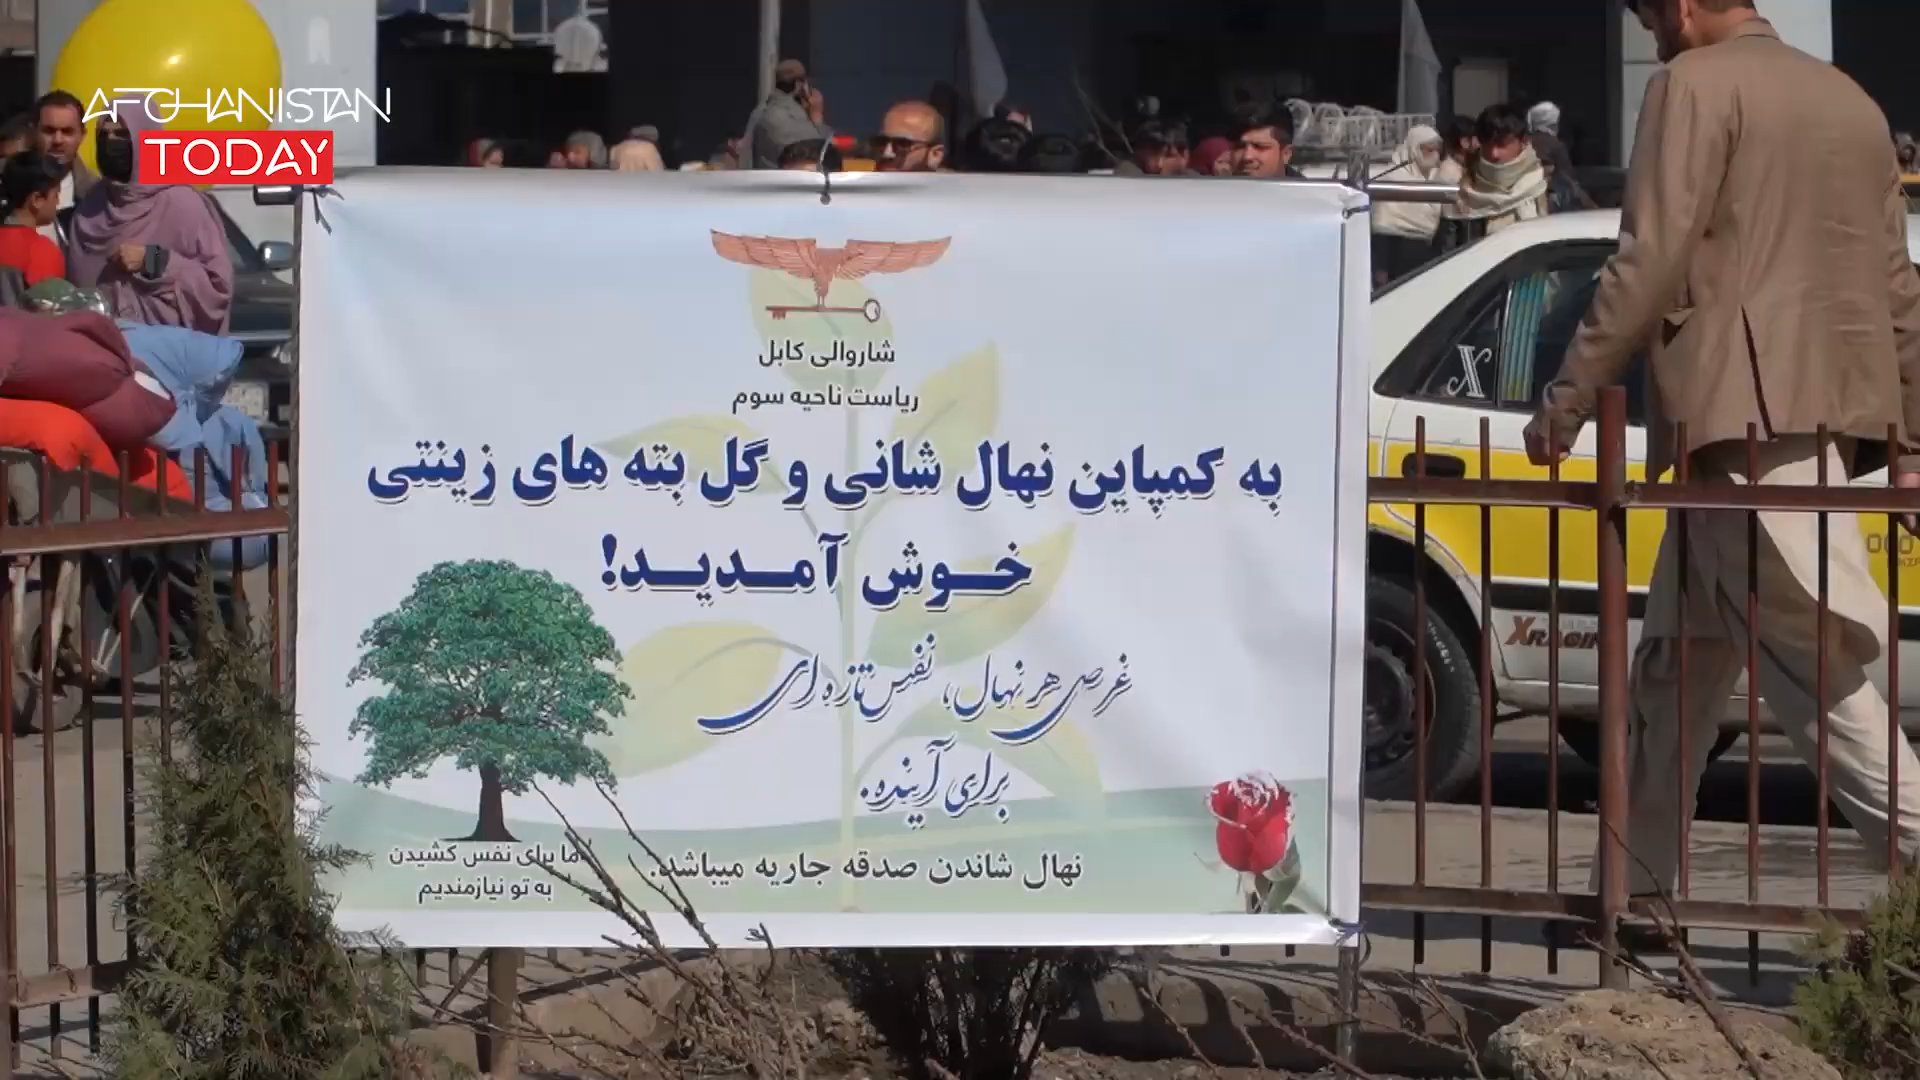 AFGHANISTAN
TODAY
شاروالی کابل
ریاست ناحیه سوم
به کمپاین نهال شانی و گل بته های زینتی
خوش آمدید!
غرص هر نهال، نفس تازه ای
برای آینده.
ما برای نفس کشیدن
به تو نیازمندیم
نهال شاندن صدقه جاریه میباشد.
X